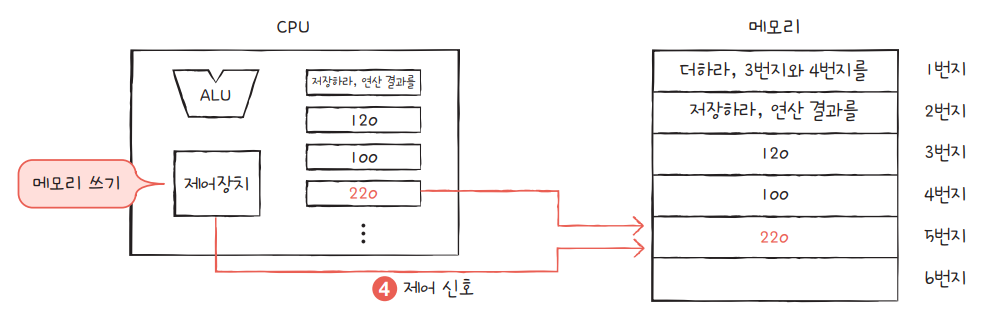 CPU
메모리
ALU
저장하라, 연산 결과를
120
100
220
메모리 쓰기
제어장치
4 제어 신호
더하라, 3번지와 4번지를 1번지
저장하라, 연산 결과를 2번지
120 3번지
100 4번지
220 5번지
6번지